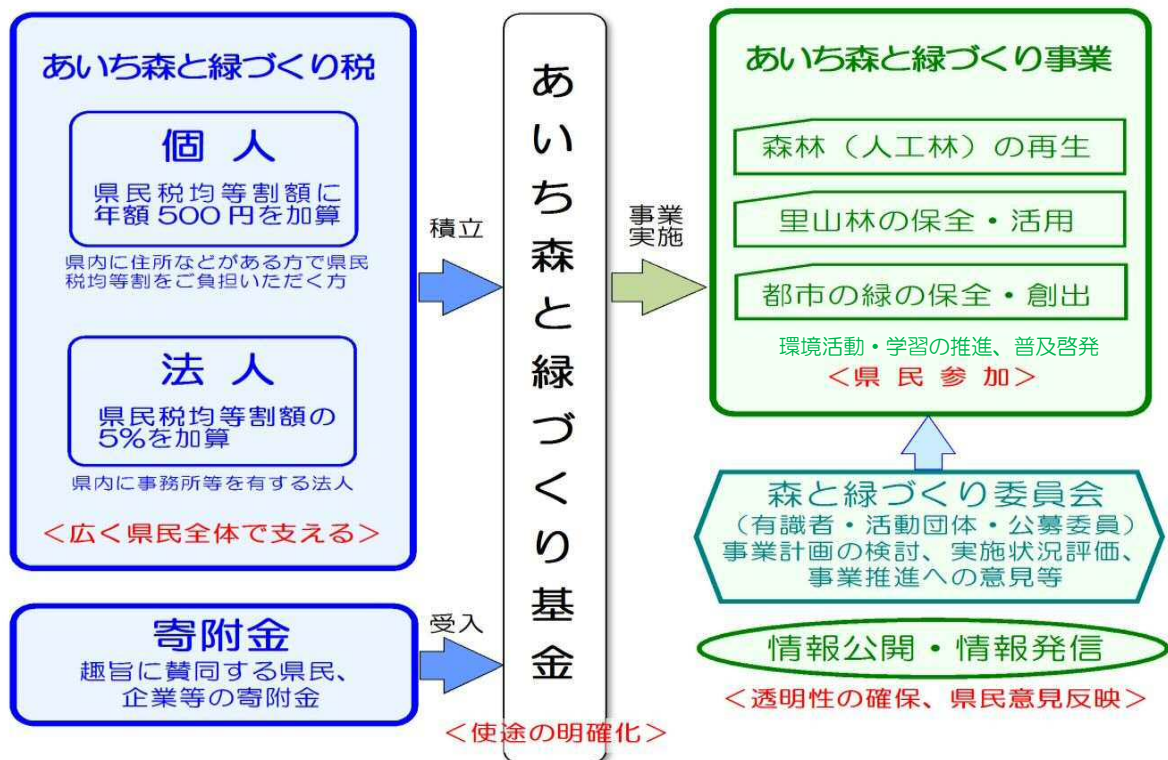 あいち森と緑づくり税
個人
県民税均等割額に
年額500円を加算
県内に住所などがある方で県民
税均等割をご負担いただく方
法人
県民税均等割額の
5%を加算
県内に事務所等を有する法人
＜広く県民全体で支える＞
寄附金
趣旨に賛同する県民、
企業等の寄附金
積立
受入
あいち森と緑づくり基金
＜使途の明確化＞
事業
実施
あいち森と緑づくり事業
森林（人工林）の再生
里山林の保全・活用
都市の緑の保全・創出
環境活動・学習の推進、普及啓発
＜県民参加＞
森と緑づくり委員会
（有識者・活動団体・公募委員）
事業計画の検討、実施状況評価、
事業推進への意見等
情報公開・情報発信
＜透明性の確保、県民意見反映＞